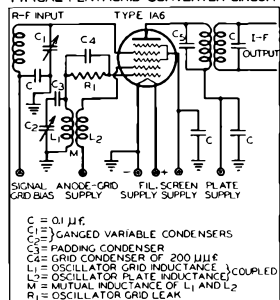 R-F INPUT TYPE 1A6
C₁
C₄
C
R₁
C₃
C₂
L₁
L₂
M
C₅
C
I-F
OUTPUT
C
C
- +
SIGNAL ANODE-GRID FIL. SCREEN PLATE
GRID BIAS SUPPLY SUPPLY SUPPLY SUPPLY
C = 0.1 μf.
C₁= } GANGED VARIABLE CONDENSERS
C₂=
C₃= PADDING CONDENSER
C₄= GRID CONDENSER OF 200 μμf.
L₁= OSCILLATOR GRID INDUCTANCE } COUPLED
L₂= OSCILLATOR PLATE INDUCTANCE
M = MUTUAL INDUCTANCE OF L₁ AND L₂
R₁= OSCILLATOR GRID LEAK